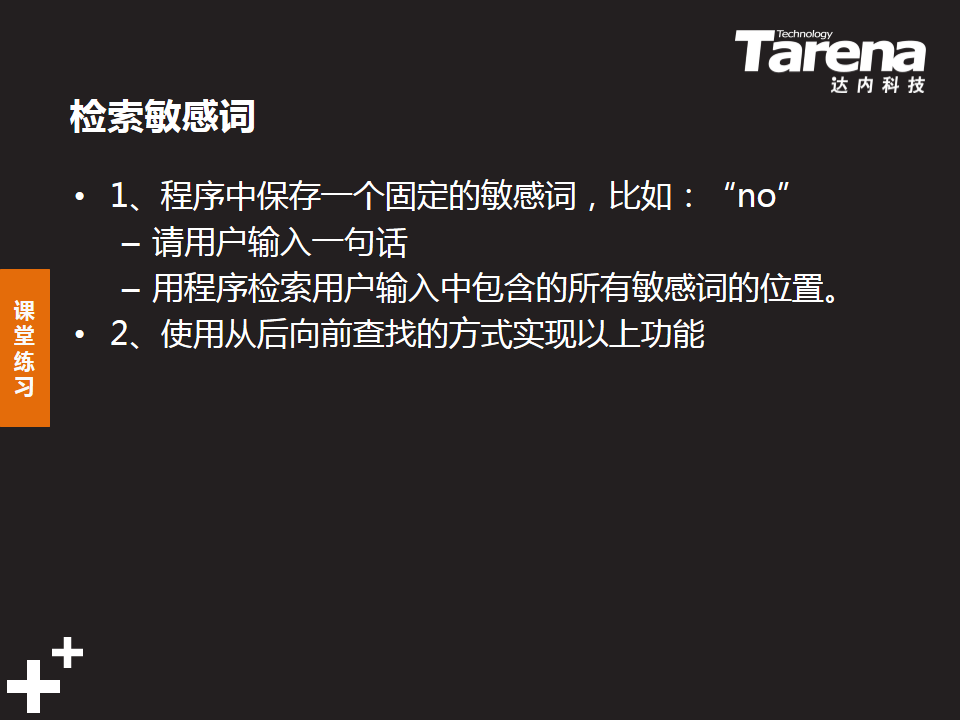 Technology
Tarena
达内科技
检索敏感词
• 1、程序中保存一个固定的敏感词，比如：“no”
– 请用户输入一句话
– 用程序检索用户输入中包含的所有敏感词的位置。
• 2、使用从后向前查找的方式实现以上功能
课堂练习